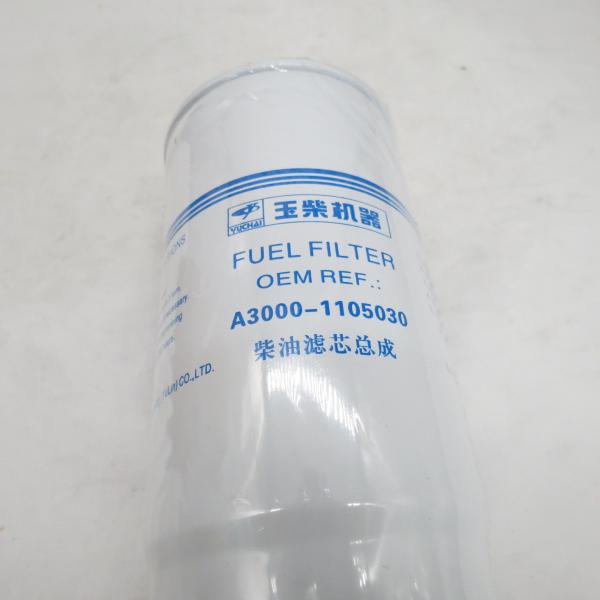 YUCHAI 玉柴机器
FUEL FILTER
OEM REF.:
A3000-1105030
柴油滤芯总成
CO.,LTD.